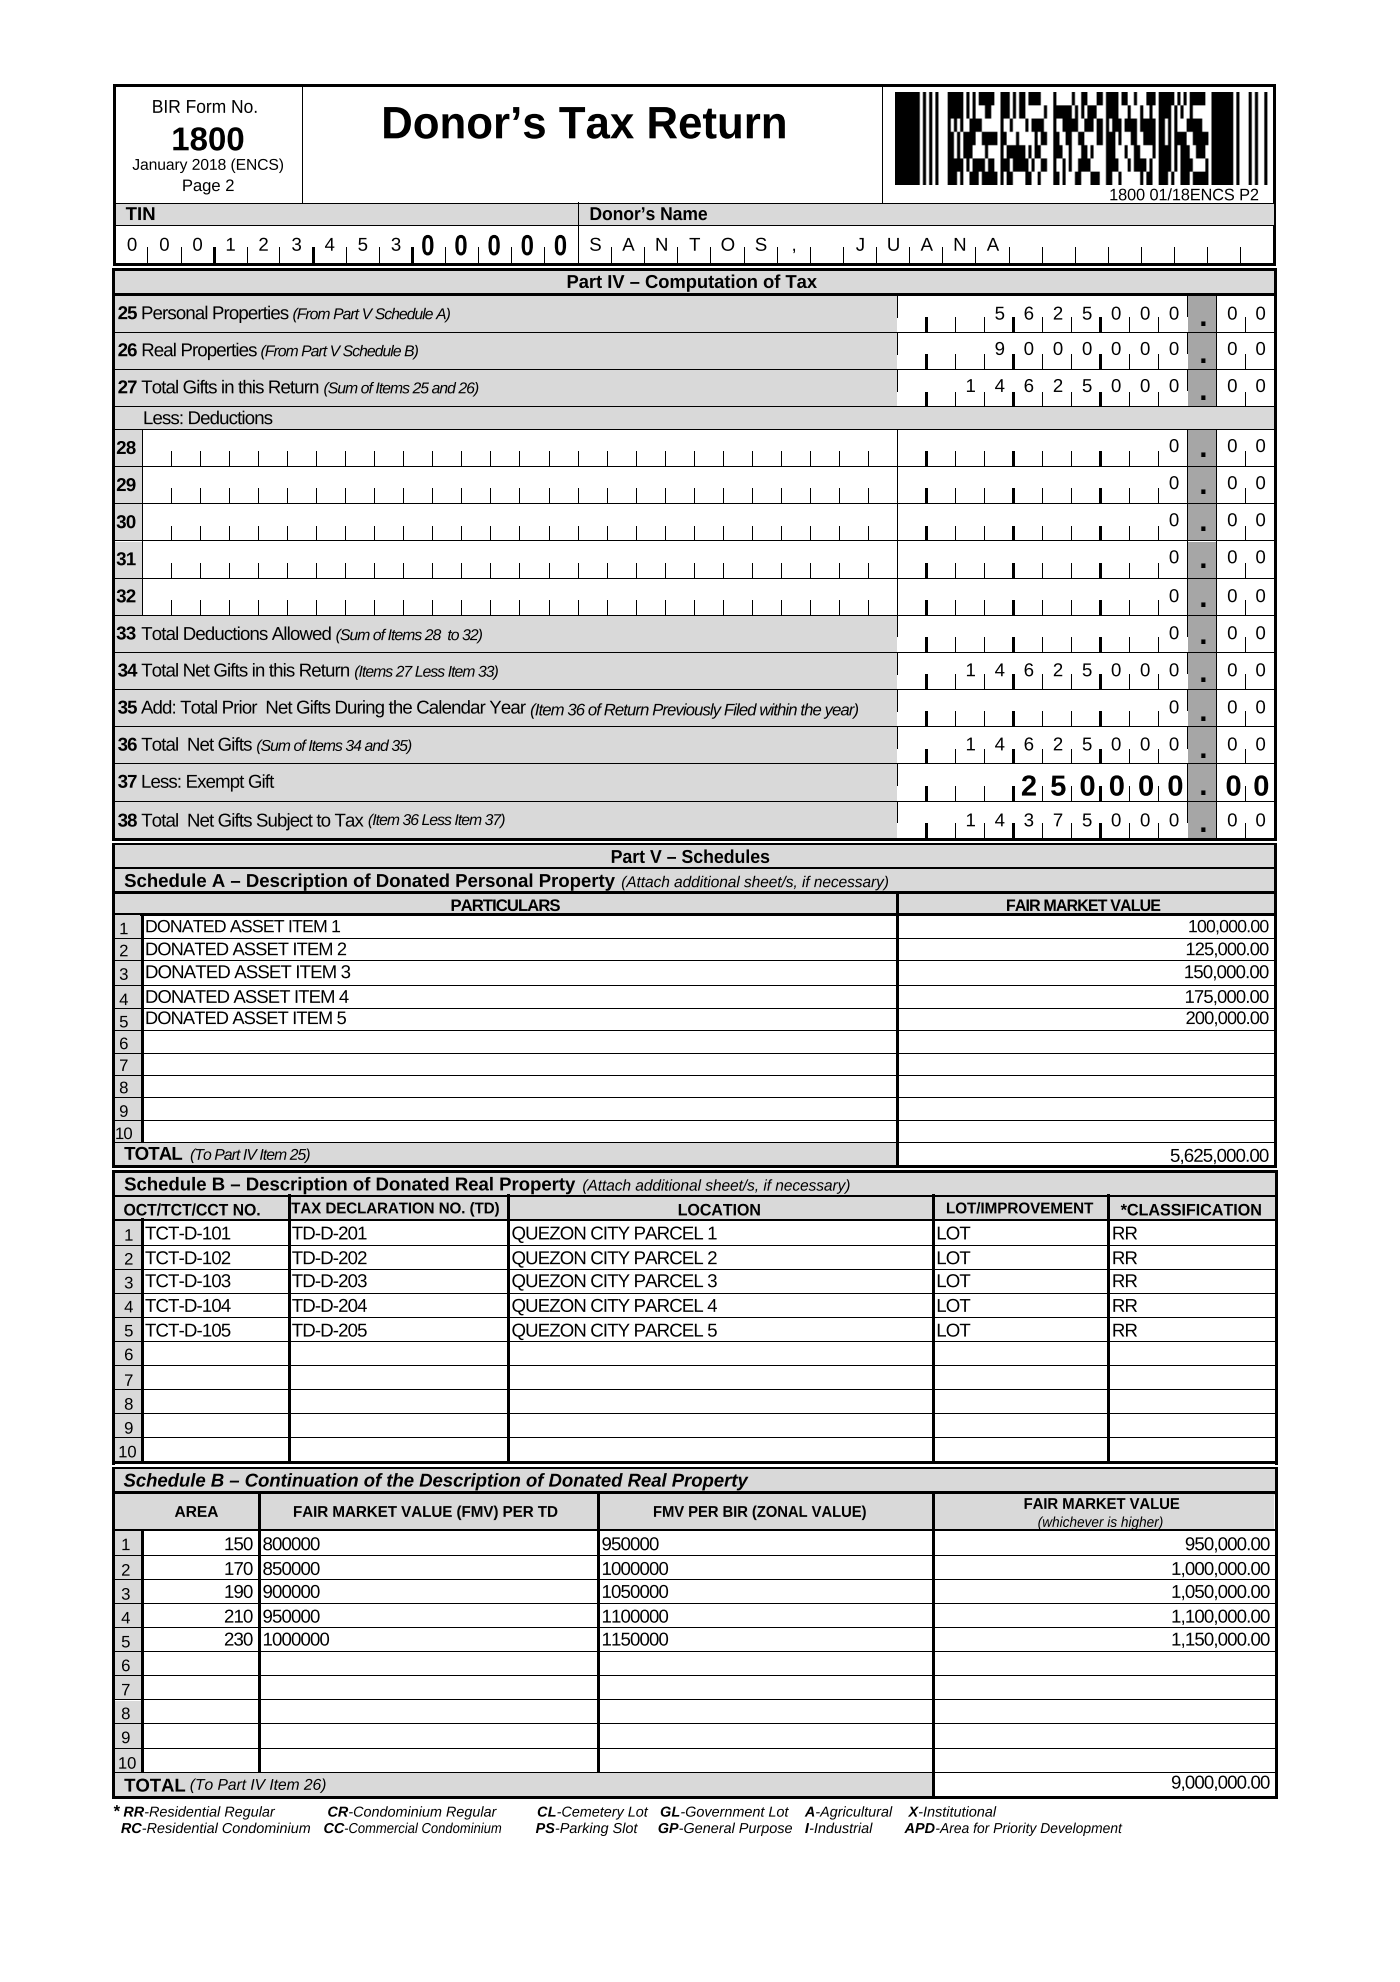 BIR Form No.
1800
January 2018 (ENCS)
Page 2
Donor’s Tax Return
1800 01/18ENCS P2
TIN Donor’s Name
0 0 0 1 2 3 4 5 3 0 0 0 0 0 S A N T O S , J U A N A
Part IV – Computation of Tax
25 Personal Properties (From Part V Schedule A) 5 6 2 5 0 0 0 . 0 0
26 Real Properties (From Part V Schedule B) 9 0 0 0 0 0 0 . 0 0
27 Total Gifts in this Return (Sum of Items 25 and 26) 1 4 6 2 5 0 0 0 . 0 0
Less: Deductions
28 0 . 0 0
29 0 . 0 0
30 0 . 0 0
31 0 . 0 0
32 0 . 0 0
33 Total Deductions Allowed (Sum of Items 28 to 32) 0 . 0 0
34 Total Net Gifts in this Return (Items 27 Less Item 33) 1 4 6 2 5 0 0 0 . 0 0
35 Add: Total Prior Net Gifts During the Calendar Year (Item 36 of Return Previously Filed within the year) 0 . 0 0
36 Total Net Gifts (Sum of Items 34 and 35) 1 4 6 2 5 0 0 0 . 0 0
37 Less: Exempt Gift 2 5 0 0 0 0 . 0 0
38 Total Net Gifts Subject to Tax (Item 36 Less Item 37) 1 4 3 7 5 0 0 0 . 0 0
Part V – Schedules
Schedule A – Description of Donated Personal Property (Attach additional sheet/s, if necessary)
PARTICULARS FAIR MARKET VALUE
1 DONATED ASSET ITEM 1 100,000.00
2 DONATED ASSET ITEM 2 125,000.00
3 DONATED ASSET ITEM 3 150,000.00
4 DONATED ASSET ITEM 4 175,000.00
5 DONATED ASSET ITEM 5 200,000.00
6
7
8
9
10
TOTAL (To Part IV Item 25) 5,625,000.00
Schedule B – Description of Donated Real Property (Attach additional sheet/s, if necessary)
OCT/TCT/CCT NO. TAX DECLARATION NO. (TD) LOCATION LOT/IMPROVEMENT *CLASSIFICATION
1 TCT-D-101 TD-D-201 QUEZON CITY PARCEL 1 LOT RR
2 TCT-D-102 TD-D-202 QUEZON CITY PARCEL 2 LOT RR
3 TCT-D-103 TD-D-203 QUEZON CITY PARCEL 3 LOT RR
4 TCT-D-104 TD-D-204 QUEZON CITY PARCEL 4 LOT RR
5 TCT-D-105 TD-D-205 QUEZON CITY PARCEL 5 LOT RR
6
7
8
9
10
Schedule B – Continuation of the Description of Donated Real Property
AREA FAIR MARKET VALUE (FMV) PER TD FMV PER BIR (ZONAL VALUE) FAIR MARKET VALUE
(whichever is higher)
1 150 800000 950000 950,000.00
2 170 850000 1000000 1,000,000.00
3 190 900000 1050000 1,050,000.00
4 210 950000 1100000 1,100,000.00
5 230 1000000 1150000 1,150,000.00
6
7
8
9
10
TOTAL (To Part IV Item 26) 9,000,000.00
* RR-Residential Regular CR-Condominium Regular CL-Cemetery Lot GL-Government Lot A-Agricultural X-Institutional
RC-Residential Condominium CC-Commercial Condominium PS-Parking Slot GP-General Purpose I-Industrial APD-Area for Priority Development